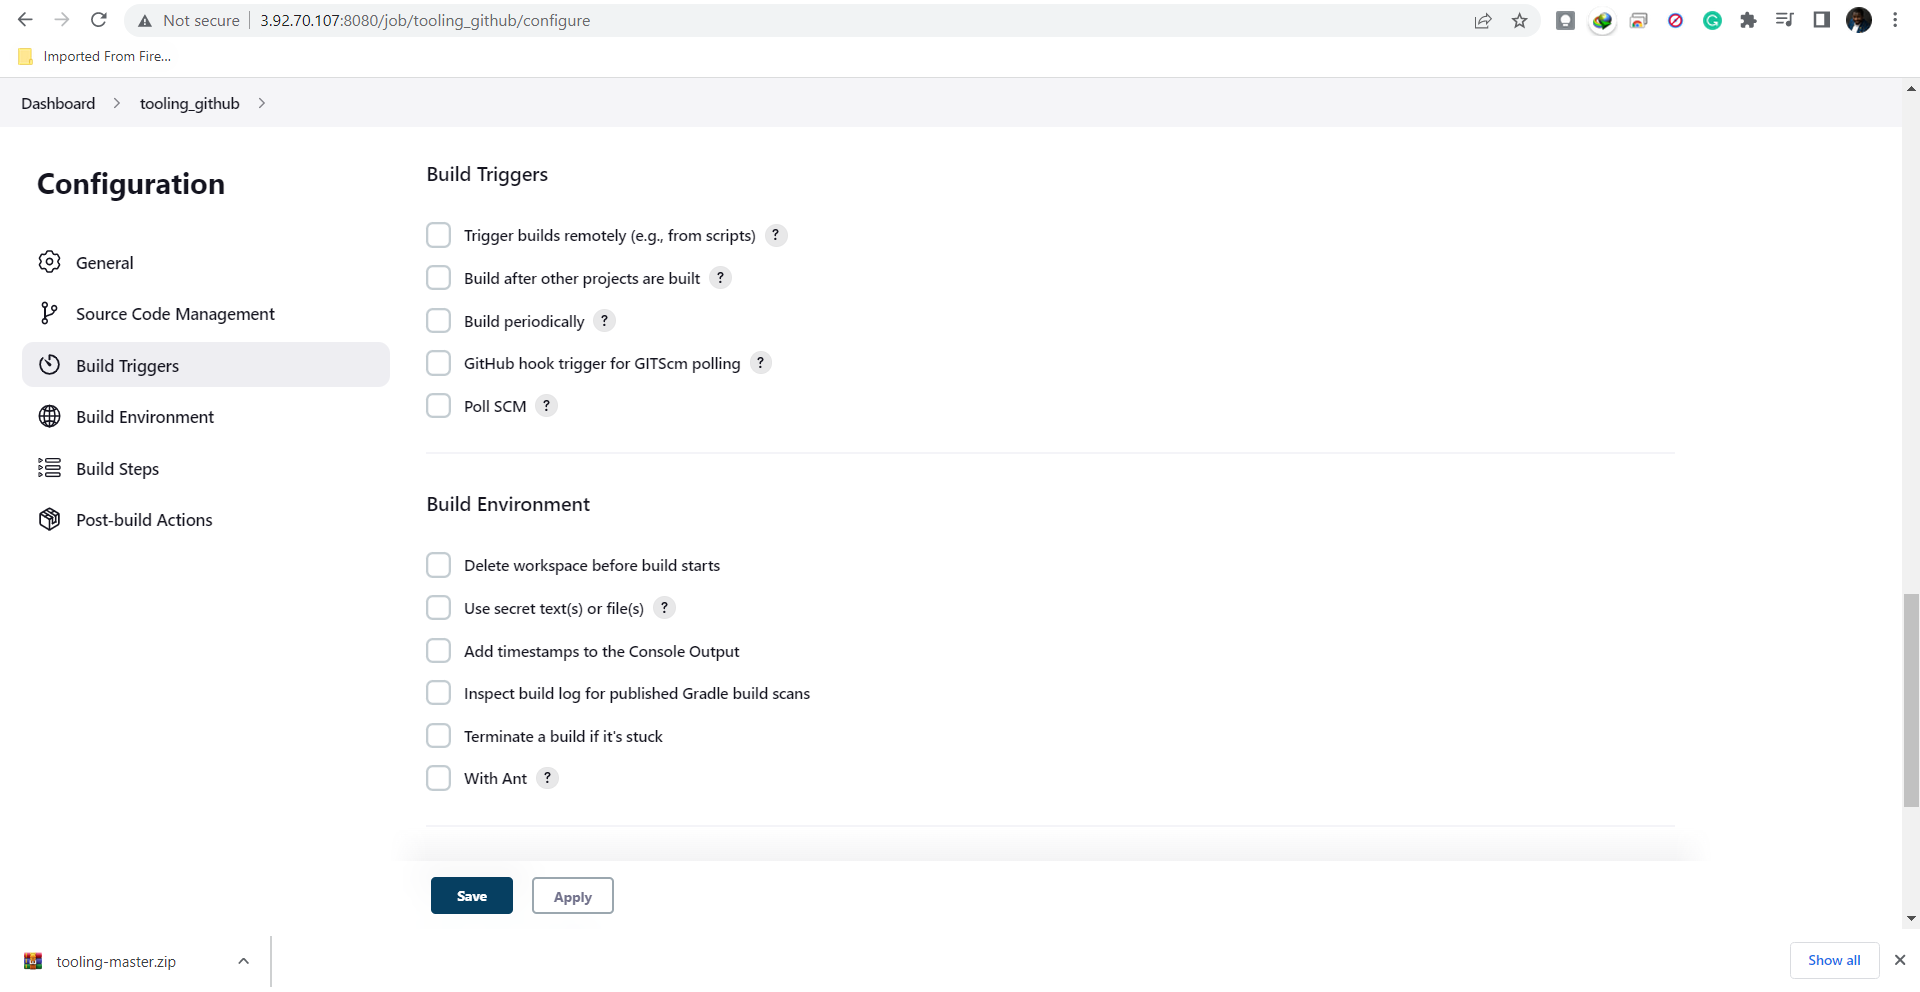 Not secure 3.92.70.107:8080/job/tooling_github/configure
Imported From Fire...
Dashboard
tooling_github
Configuration
General
Source Code Management
Build Triggers
Build Environment
Build Steps
Post-build Actions
Build Triggers
Trigger builds remotely (e.g., from scripts) ?
Build after other projects are built ?
Build periodically ?
GitHub hook trigger for GITScm polling ?
Poll SCM ?
Build Environment
Delete workspace before build starts
Use secret text(s) or file(s) ?
Add timestamps to the Console Output
Inspect build log for published Gradle build scans
Terminate a build if it's stuck
With Ant ?
Save
Apply
tooling-master.zip
Show all